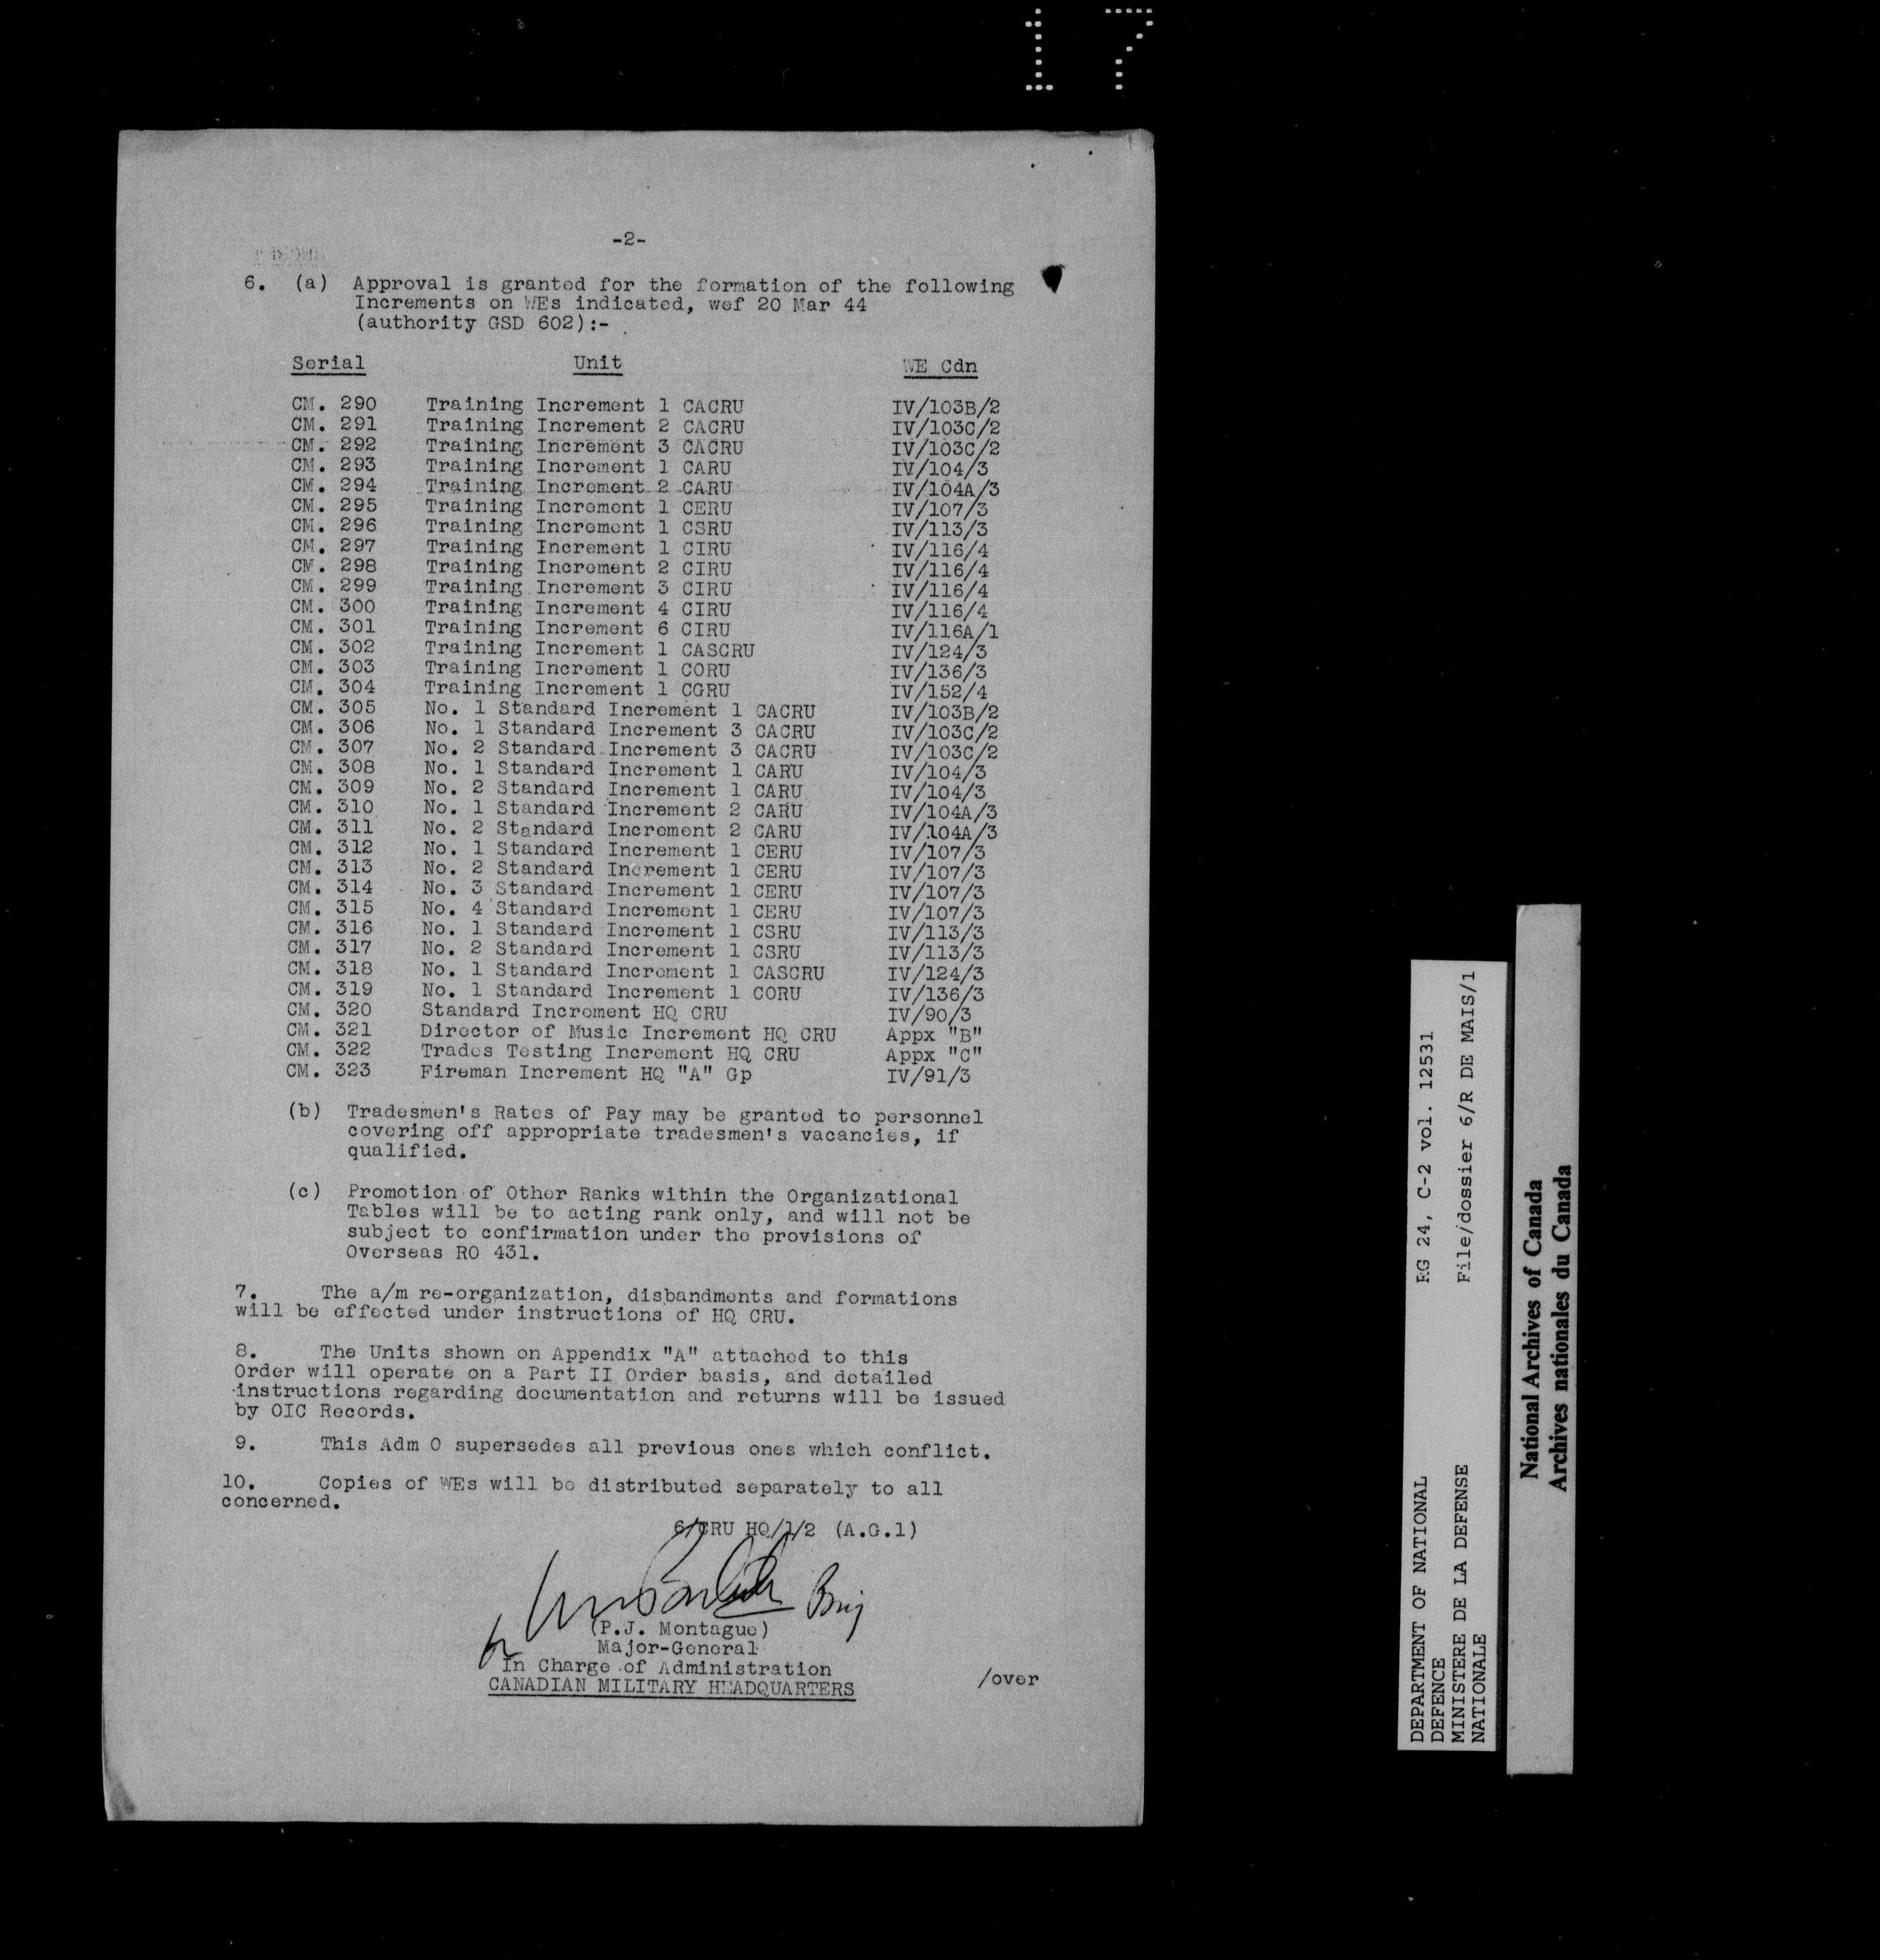 17
-2-
6. (a) Approval is granted for the formation of the following
Increments on WEs indicated, wef 20 Mar 44
(authority GSD 602):-
Serial Unit WE Cdn
CM. 290 Training Increment 1 CACRU IV/103B/2
CM. 291 Training Increment 2 CACRU IV/103C/2
CM. 292 Training Increment 3 CACRU IV/103C/2
CM. 293 Training Increment 1 CARU IV/104/3
CM. 294 Training Increment 2 CARU IV/104A/3
CM. 295 Training Increment 1 CERU IV/107/3
CM. 296 Training Increment 1 CSRU IV/113/3
CM. 297 Training Increment 1 CIRU IV/116/4
CM. 298 Training Increment 2 CIRU IV/116/4
CM. 299 Training Increment 3 CIRU IV/116/4
CM. 300 Training Increment 4 CIRU IV/116/4
CM. 301 Training Increment 6 CIRU IV/116A/1
CM. 302 Training Increment 1 CASCRU IV/124/3
CM. 303 Training Increment 1 CORU IV/136/3
CM. 304 Training Increment 1 CGRU IV/152/4
CM. 305 No. 1 Standard Increment 1 CACRU IV/103B/2
CM. 306 No. 1 Standard Increment 3 CACRU IV/103C/2
CM. 307 No. 2 Standard Increment 3 CACRU IV/103C/2
CM. 308 No. 1 Standard Increment 1 CARU IV/104/3
CM. 309 No. 2 Standard Increment 1 CARU IV/104/3
CM. 310 No. 1 Standard Increment 2 CARU IV/104A/3
CM. 311 No. 2 Standard Increment 2 CARU IV/104A/3
CM. 312 No. 1 Standard Increment 1 CERU IV/107/3
CM. 313 No. 2 Standard Increment 1 CERU IV/107/3
CM. 314 No. 3 Standard Increment 1 CERU IV/107/3
CM. 315 No. 4 Standard Increment 1 CERU IV/107/3
CM. 316 No. 1 Standard Increment 1 CSRU IV/113/3
CM. 317 No. 2 Standard Increment 1 CSRU IV/113/3
CM. 318 No. 1 Standard Increment 1 CASCRU IV/124/3
CM. 319 No. 1 Standard Increment 1 CORU IV/136/3
CM. 320 Standard Increment HQ CRU IV/90/3
CM. 321 Director of Music Increment HQ CRU Appx "B"
CM. 322 Trades Testing Increment HQ CRU Appx "C"
CM. 323 Fireman Increment HQ "A" Gp IV/91/3
(b) Tradesmen's Rates of Pay may be granted to personnel
covering off appropriate tradesmen's vacancies, if
qualified.
(c) Promotion of Other Ranks within the Organizational
Tables will be to acting rank only, and will not be
subject to confirmation under the provisions of
Overseas RO 431.
7. The a/m re-organization, disbandments and formations
will be effected under instructions of HQ CRU.
8. The Units shown on Appendix "A" attached to this
Order will operate on a Part II Order basis, and detailed
instructions regarding documentation and returns will be issued
by OIC Records.
9. This Adm O supersedes all previous ones which conflict.
10. Copies of WEs will be distributed separately to all
concerned.
6/CRU HQ/1/2 (A.G.1)
Brig
(P.J. Montague)
Major-General
In Charge of Administration
CANADIAN MILITARY HEADQUARTERS
/over
DEPARTMENT OF NATIONAL
DEFENCE
MINISTERE DE LA DEFENSE
NATIONALE
RG 24, C-2 vol. 12531
File/dossier 6/R DE MAIS/1
National Archives of Canada
Archives nationales du Canada